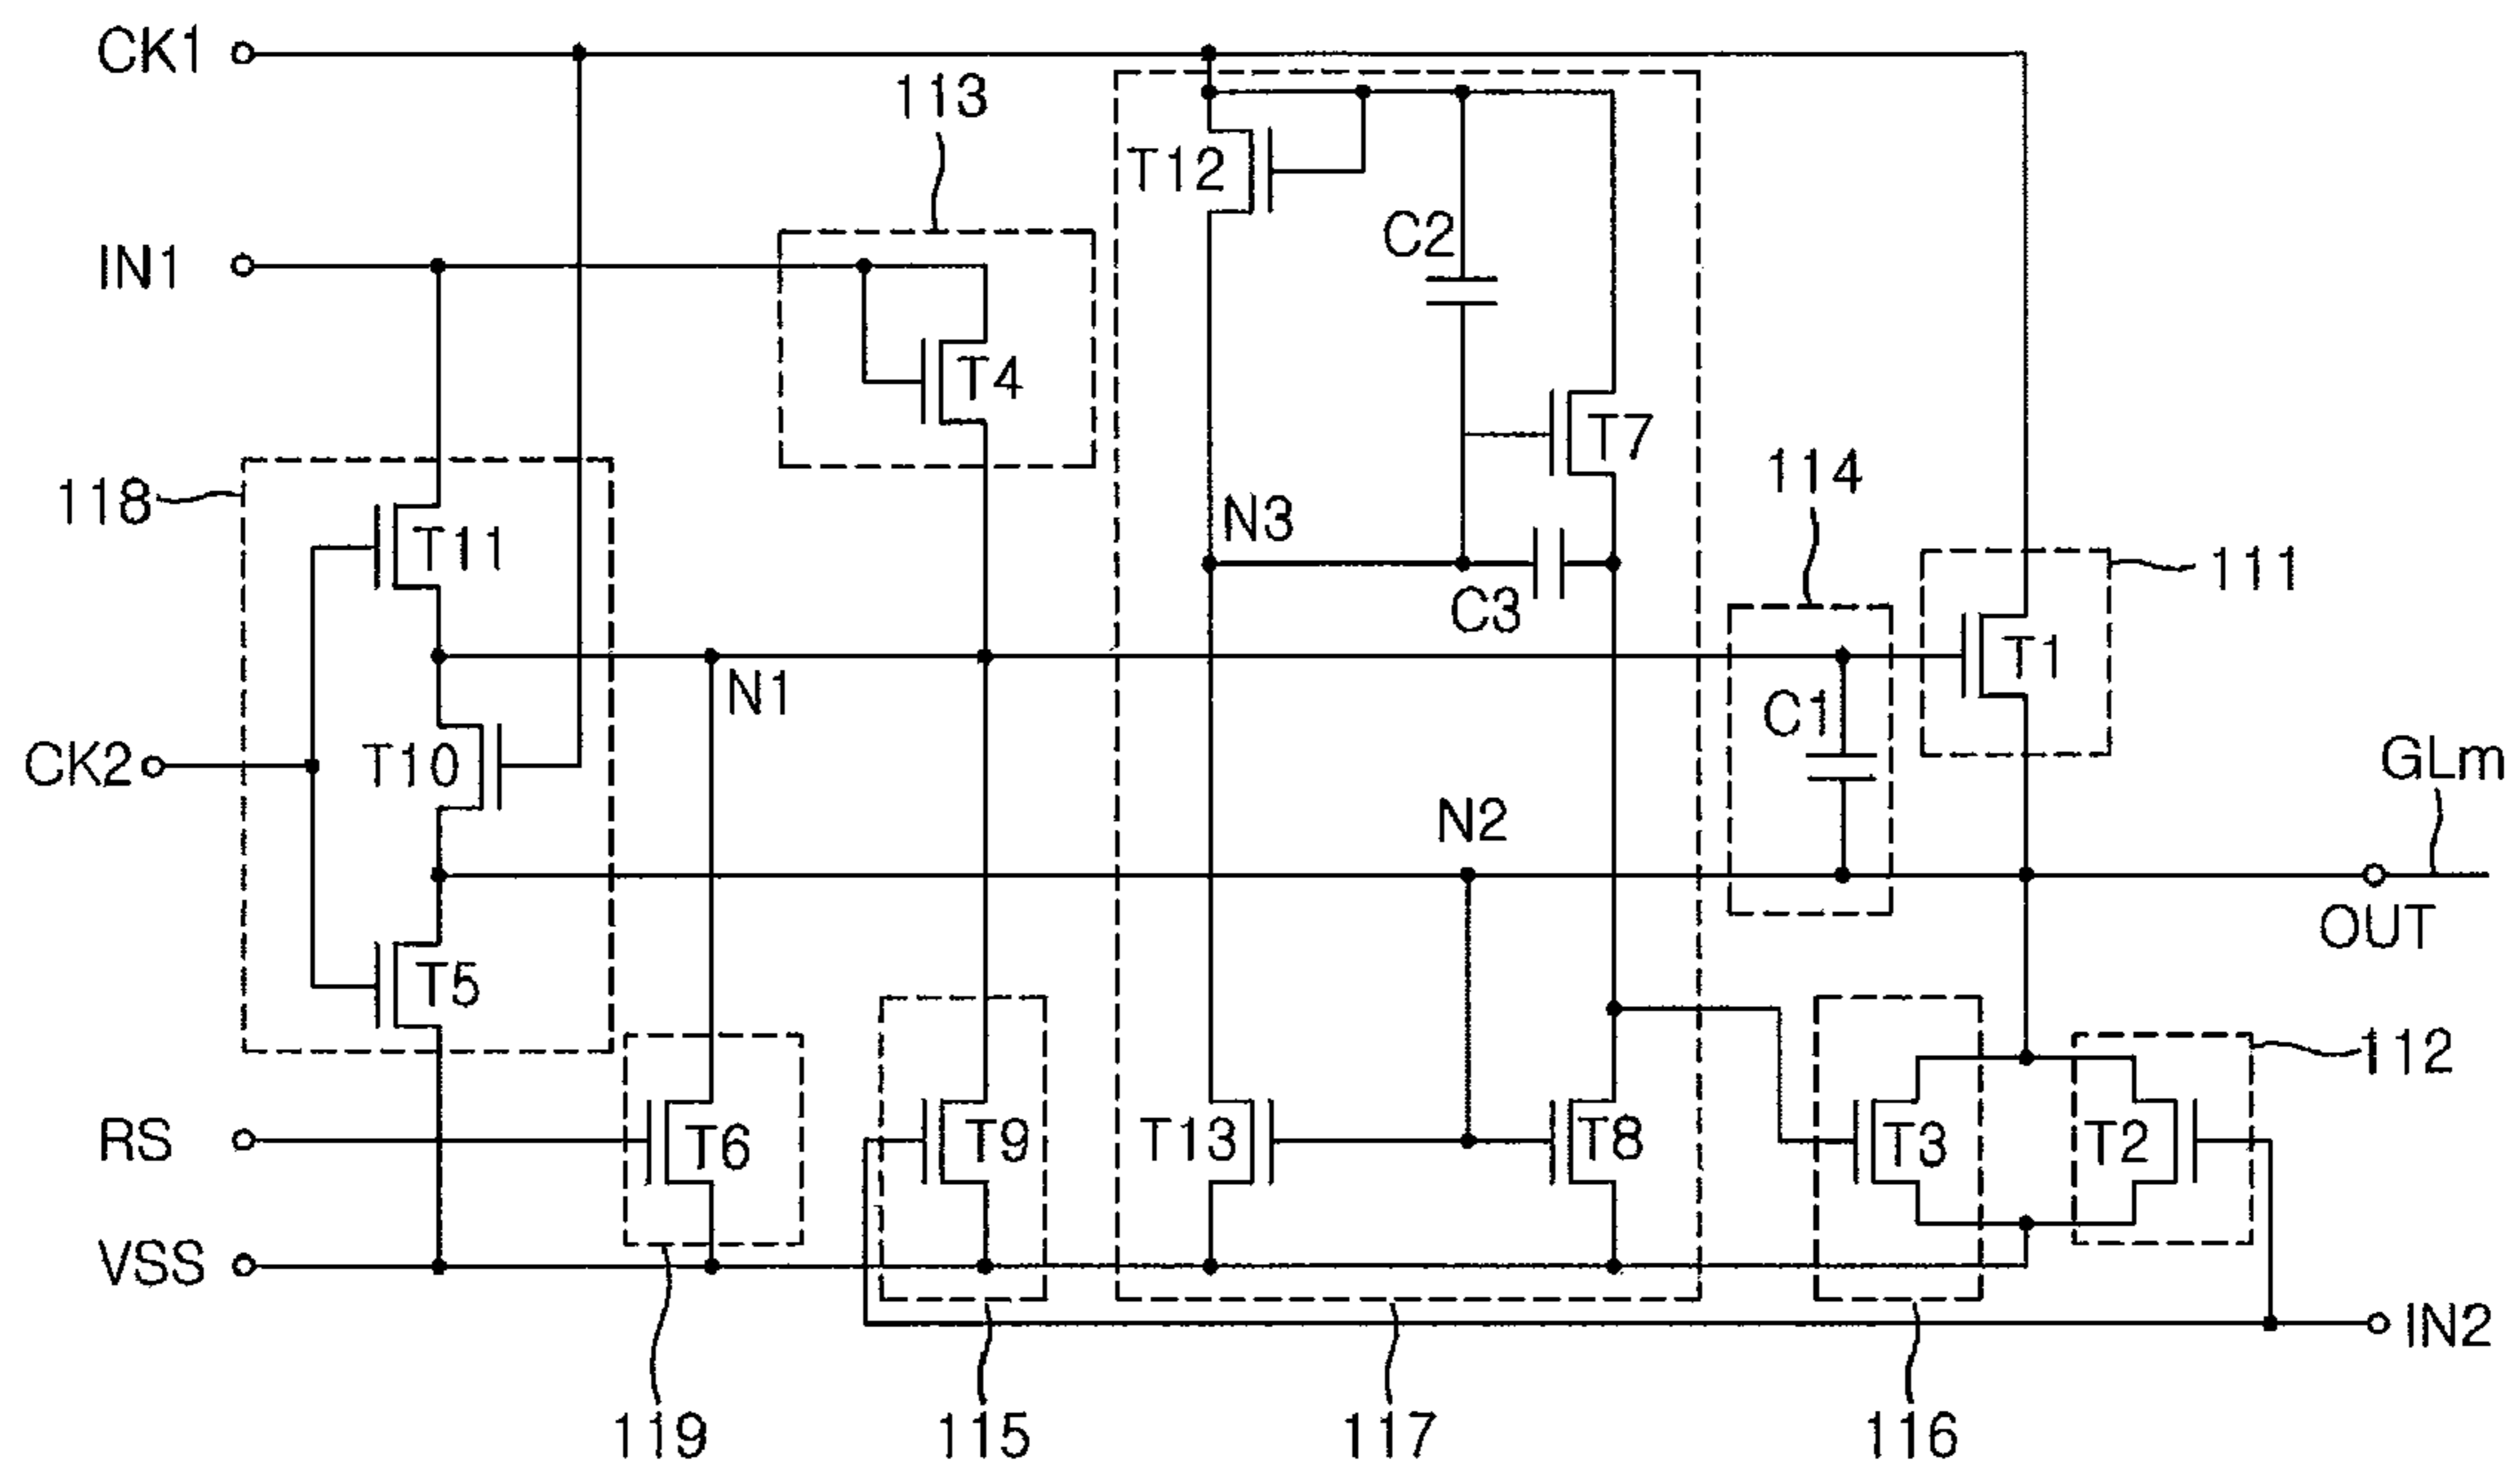 CK1
113
T12
IN1
C2
T4
T7
114
118
N3
T11
111
C3
T1
N1
C1
CK2
T10
GLm
N2
OUT
T5
112
RS
T6
T9
T13
T8
T3
T2
VSS
IN2
119
115
117
116